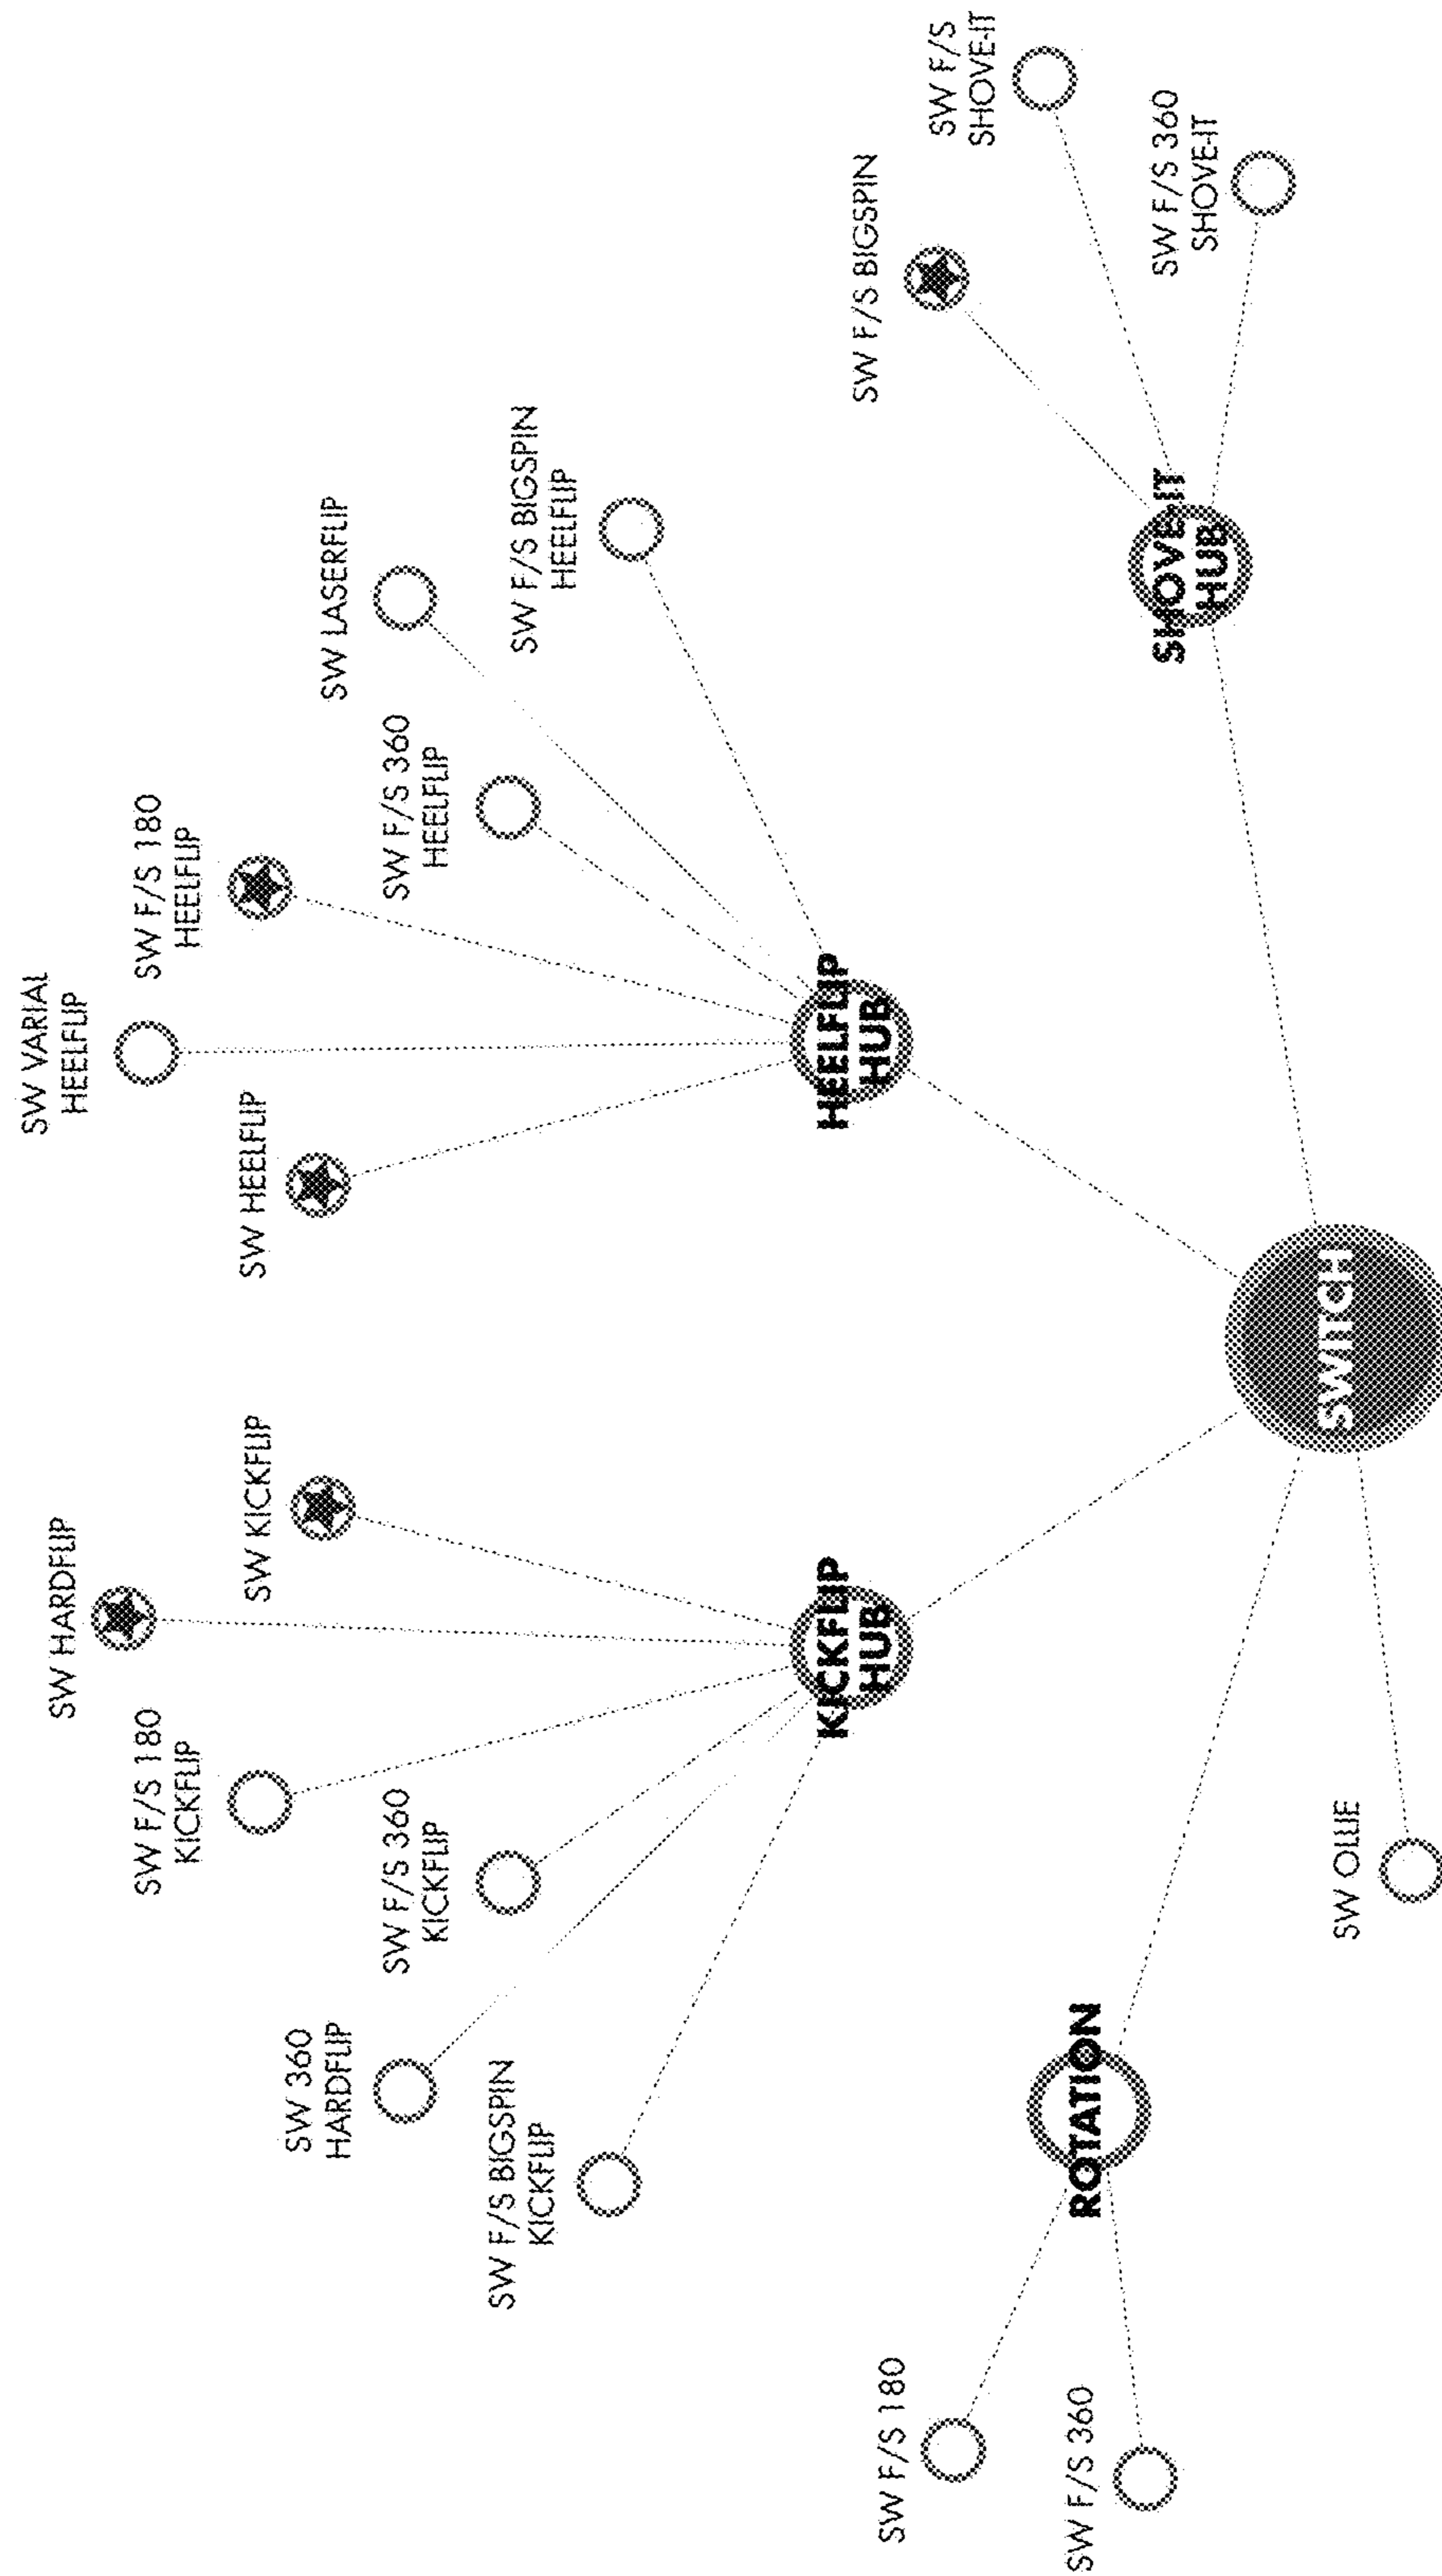 SW VARIAL
HEELFLIP
SW HARDFLIP
SW F/S 180
KICKFLIP
SW KICKFLIP
SW HEELFLIP
SW F/S 180
HEELFLIP
SW 360
HARDFLIP
SW F/S 360
KICKFLIP
SW F/S 360
HEELFLIP
SW LASERFLIP
SW F/S BIGSPIN
KICKFLIP
SW F/S BIGSPIN
HEELFLIP
KICKFLIP
HUB
HEELFLIP
HUB
SW F/S 180
SW F/S BIGSPIN
SW F/S
SHOVE-IT
SW F/S 360
ROTATION
SHOVE-IT
HUB
SW F/S 360
SHOVE-IT
SW OLLIE
SWITCH